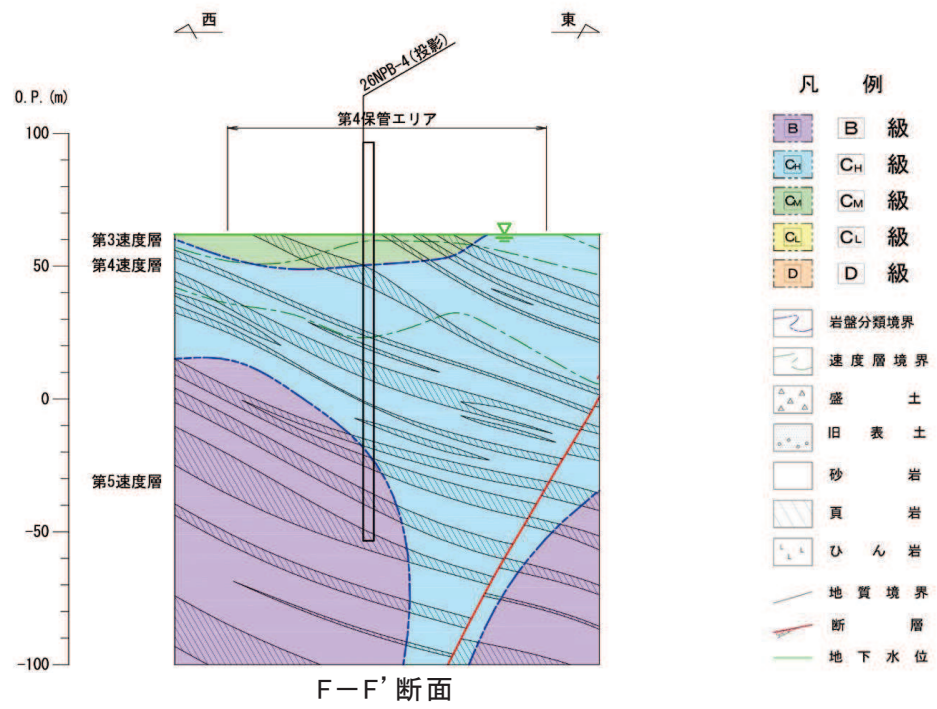 西 東
26NPB-4(投影)
O.P.(m)
第4保管エリア
100
第3速度層
第4速度層
50
0
第5速度層
-50
-100
F-F'断面
凡 例
B B 級
CH CH 級
CM CM 級
CL CL 級
D D 級
岩盤分類境界
速度層境界
盛 土
旧 表 土
砂 岩
頁 岩
ひ ん 岩
地 質 境 界
断 層
地 下 水 位